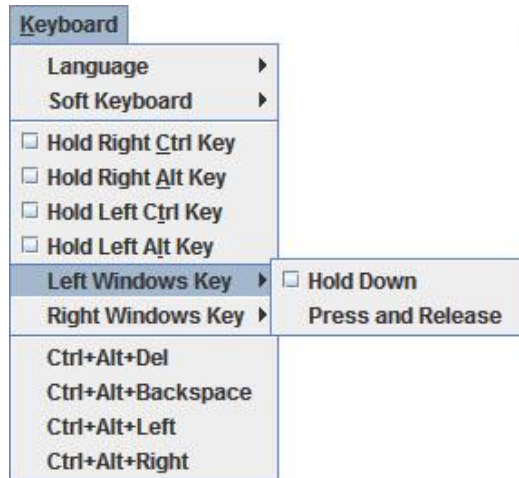 Keyboard
Language
Soft Keyboard
Hold Right Ctrl Key
Hold Right Alt Key
Hold Left Ctrl Key
Hold Left Alt Key
Left Windows Key
Hold Down
Right Windows Key
Press and Release
Ctrl+Alt+Del
Ctrl+Alt+Backspace
Ctrl+Alt+Left
Ctrl+Alt+Right